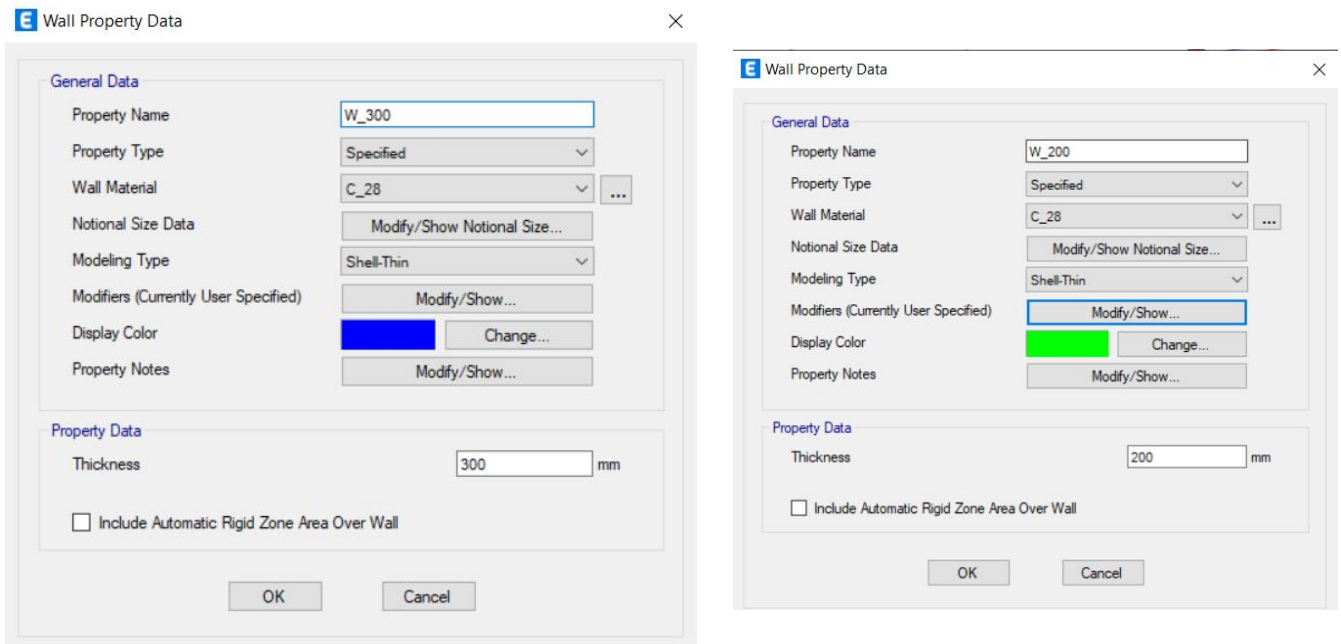 E Wall Property Data
General Data
Property Name W_300
Property Type Specified
Wall Material C_28 ...
Notional Size Data Modify/Show Notional Size...
Modeling Type Shell-Thin
Modifiers (Currently User Specified) Modify/Show...
Display Color Change...
Property Notes Modify/Show...
Property Data
Thickness 300 mm
Include Automatic Rigid Zone Area Over Wall
OK Cancel
E Wall Property Data
General Data
Property Name W_200
Property Type Specified
Wall Material C_28 ...
Notional Size Data Modify/Show Notional Size...
Modeling Type Shell-Thin
Modifiers (Currently User Specified) Modify/Show...
Display Color Change...
Property Notes Modify/Show...
Property Data
Thickness 200 mm
Include Automatic Rigid Zone Area Over Wall
OK Cancel